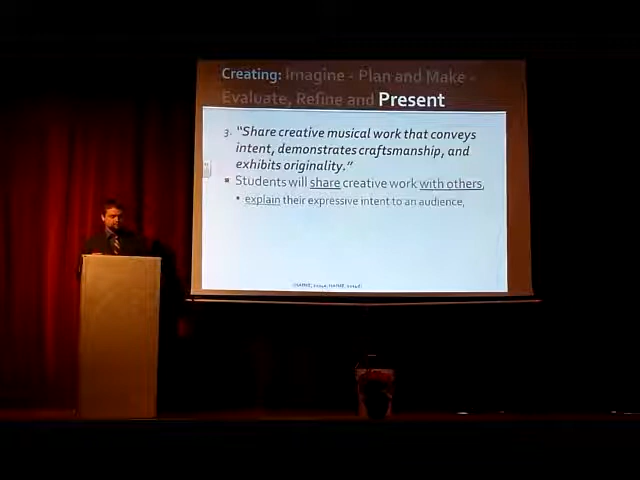 Creating: Imagine - Plan and Make -
Evaluate, Refine and Present
3. "Share creative musical work that conveys
intent, demonstrates craftsmanship, and
exhibits originality."
▪ Students will share creative work with others,
• explain their expressive intent to an audience,